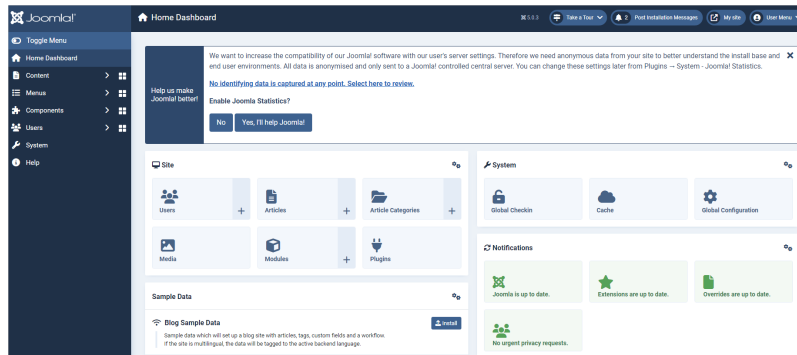 Joomla!
Home Dashboard
5.0.3
Take a Tour
2 Post Installation Messages
My site
User Menu
Toggle Menu
Home Dashboard
Content
Menus
Components
Users
System
Help
Help us make
Joomla! better!
We want to increase the compatibility of our Joomla! software with our user's server settings. Therefore we need anonymous data from your site to better understand the install base and
end user environments. All data is anonymised and only sent to a Joomla! controlled central server. You can change these settings later from Plugins -- System - Joomla! Statistics.
No identifying data is captured at any point. Select here to review.
Enable Joomla Statistics?
No
Yes, I'll help Joomla!
Site
Users
Articles
Article Categories
Media
Modules
Plugins
Sample Data
Blog Sample Data
Install
Sample data which will set up a blog site with articles, tags, custom fields and a workflow.
If the site is multilingual, the data will be tagged to the active backend language.
System
Global Checkin
Cache
Global Configuration
Notifications
Joomla is up to date.
Extensions are up to date.
Overrides are up to date.
No urgent privacy requests.